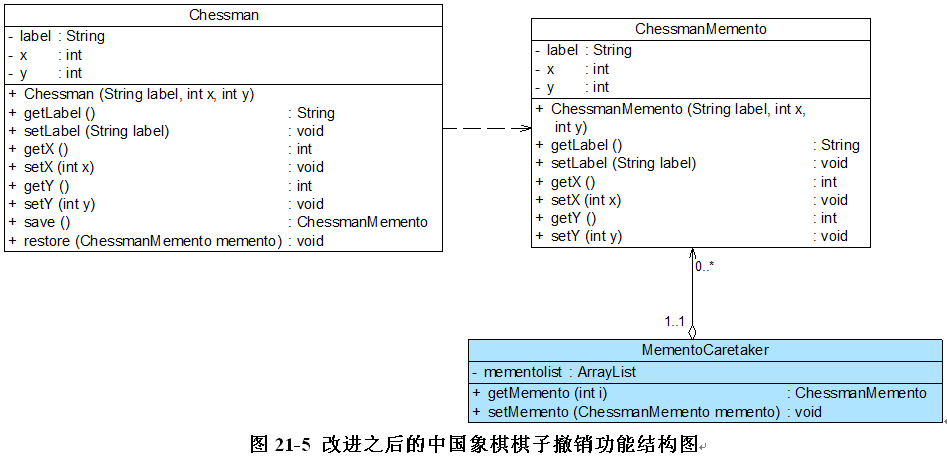 Chessman
- label : String
- x : int
- y : int
+ Chessman (String label, int x, int y)
+ getLabel () : String
+ setLabel (String label) : void
+ getX () : int
+ setX (int x) : void
+ getY () : int
+ setY (int y) : void
+ save () : ChessmanMemento
+ restore (ChessmanMemento memento) : void
ChessmanMemento
- label : String
- x : int
- y : int
+ ChessmanMemento (String label, int x,
int y)
+ getLabel () : String
+ setLabel (String label) : void
+ getX () : int
+ setX (int x) : void
+ getY () : int
+ setY (int y) : void
0..*
1..1
MementoCaretaker
- mementolist : ArrayList
+ getMemento (int i) : ChessmanMemento
+ setMemento (ChessmanMemento memento) : void
图 21-5 改进之后的中国象棋棋子撤销功能结构图